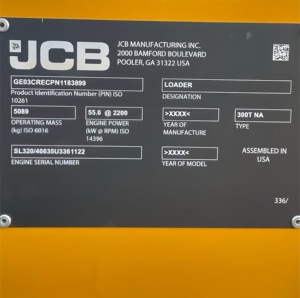 JCB
JCB MANUFACTURING INC.
2000 BAMFORD BOULEVARD
POOLER, GA 31322 USA
GE03CRECPN1183899
Product Identification Number (PIN) ISO
10261
LOADER
DESIGNATION
5089
OPERATING MASS
(kg) ISO 6016
55.0 @ 2200
ENGINE POWER
(kW @ RPM) ISO
14396
>XXXX<
YEAR OF
MANUFACTURE
300T NA
TYPE
SL320/40635U3361122
ENGINE SERIAL NUMBER
>XXXX<
YEAR OF MODEL
ASSEMBLED IN
USA
336/